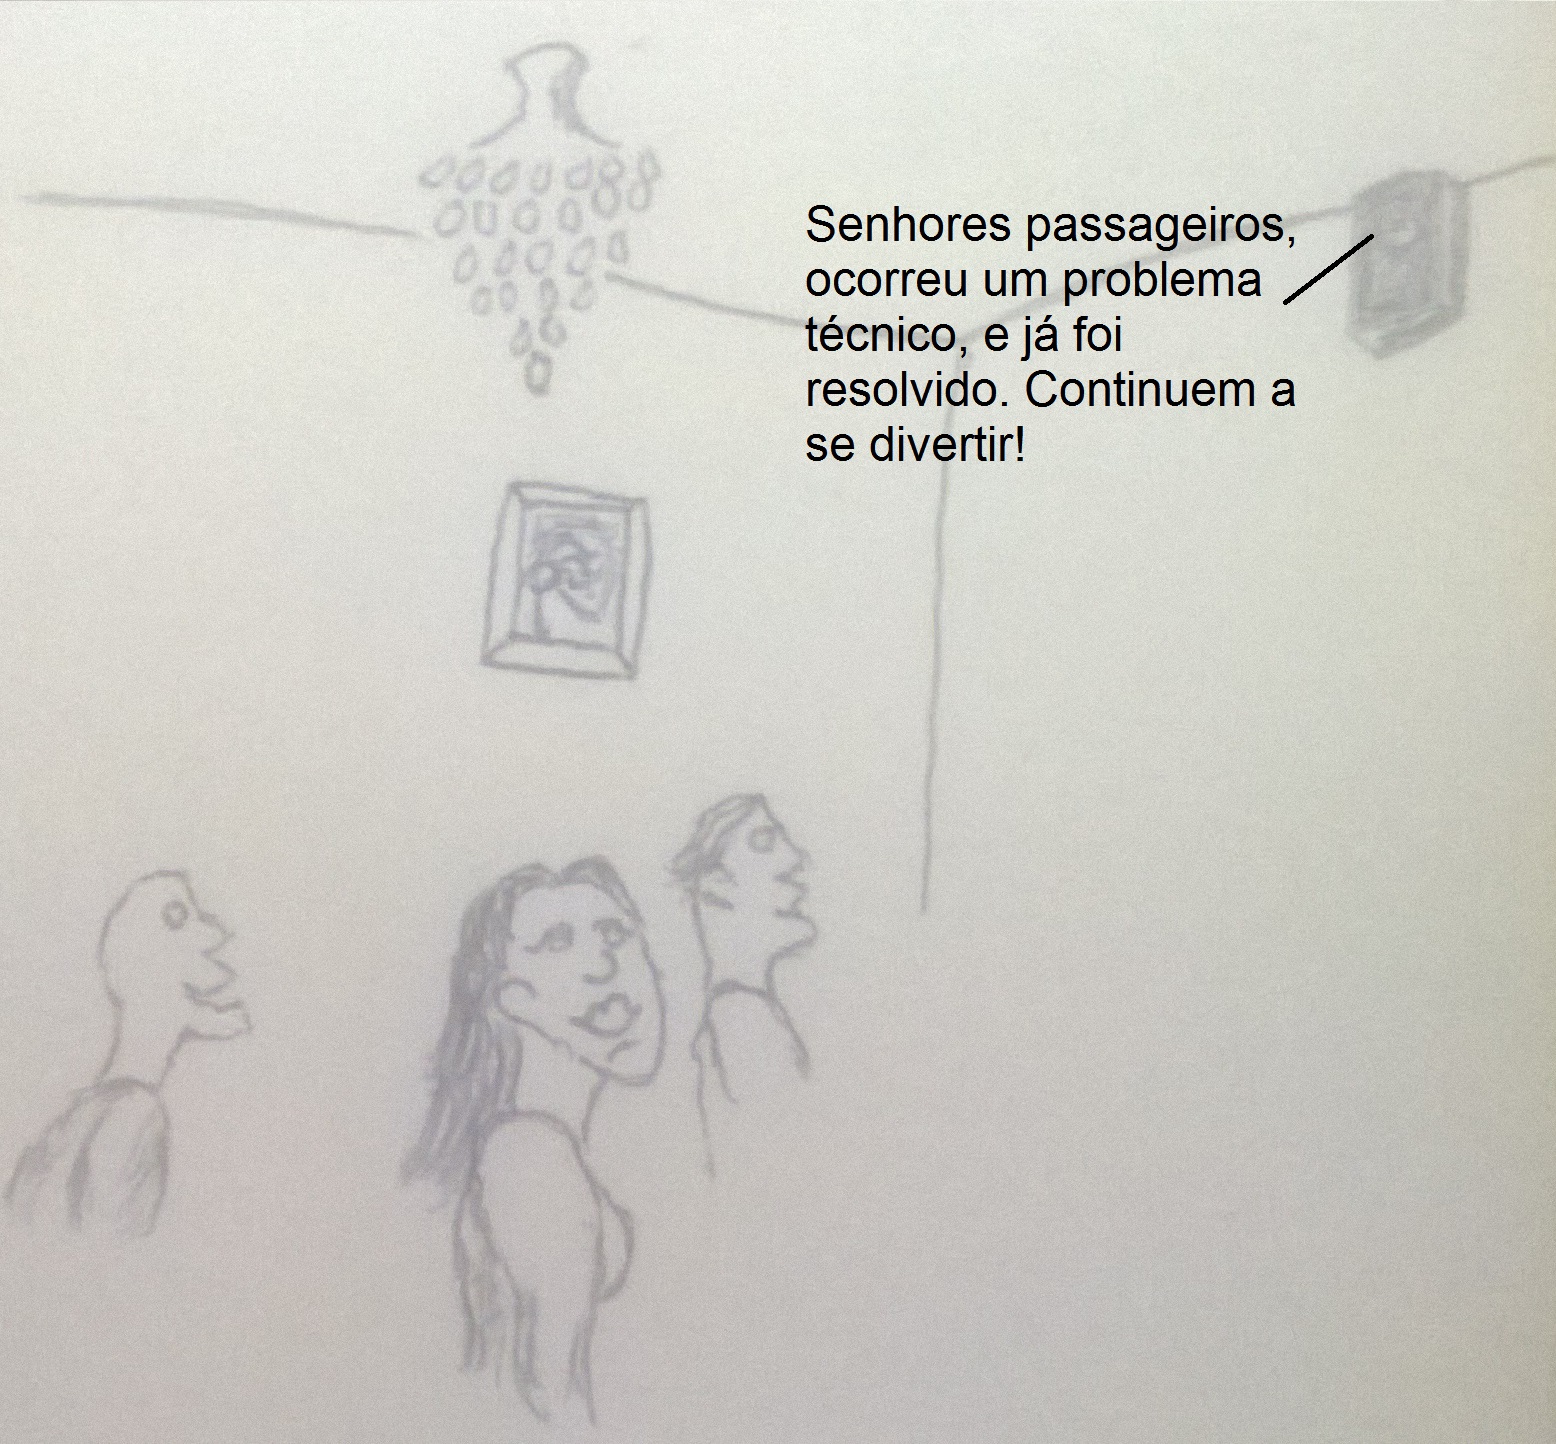 Senhores passageiros,
ocorreu um problema
técnico, e já foi
resolvido. Continuem a
se divertir!